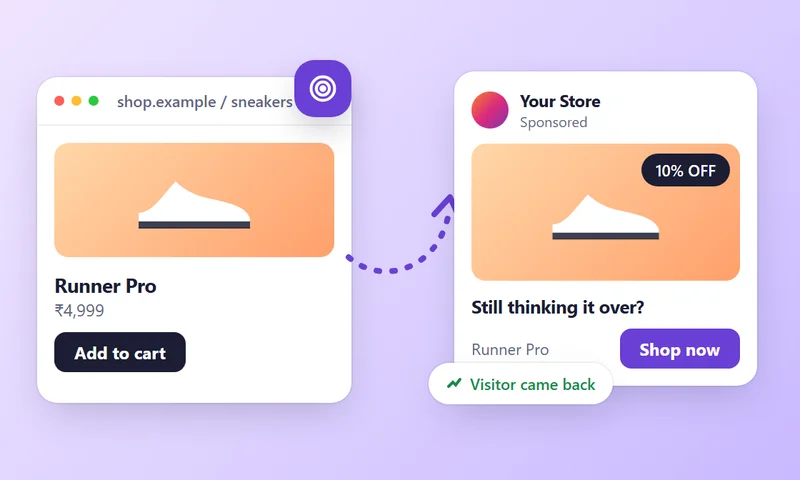 shop.example / sneakers
Runner Pro
₹4,999
Add to cart
Your Store
Sponsored
10% OFF
Still thinking it over?
Runner Pro
Shop now
Visitor came back